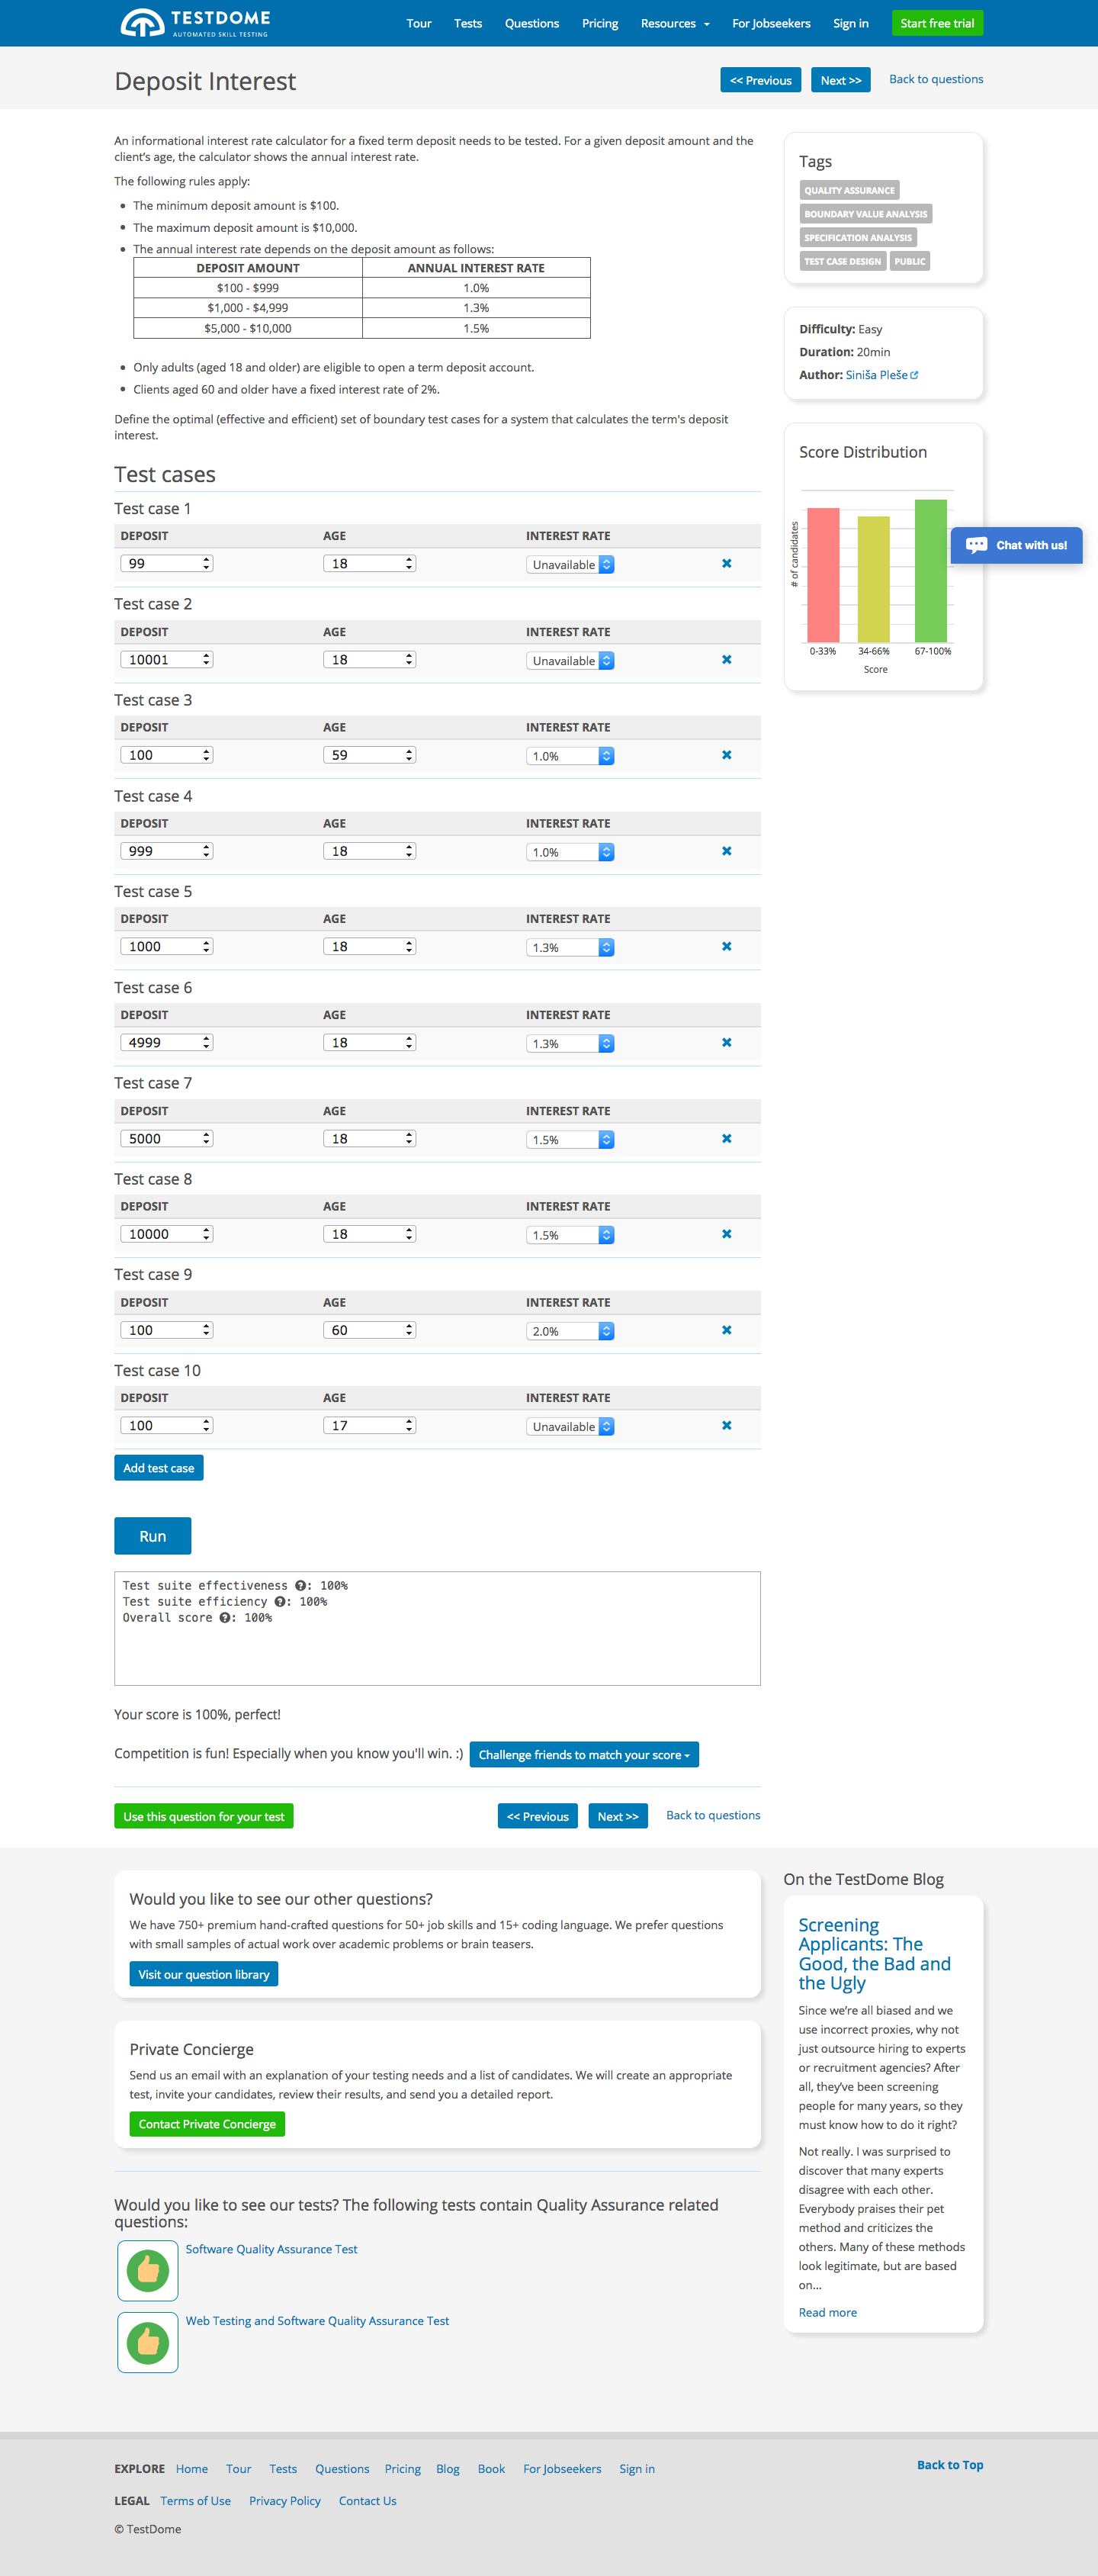 TESTDOME
AUTOMATED SKILL TESTING
Tour Tests Questions Pricing Resources For Jobseekers Sign in Start free trial
Deposit Interest
<< Previous Next >> Back to questions
An informational interest rate calculator for a fixed term deposit needs to be tested. For a given deposit amount and the
client's age, the calculator shows the annual interest rate.
The following rules apply:
• The minimum deposit amount is $100.
• The maximum deposit amount is $10,000.
• The annual interest rate depends on the deposit amount as follows:
DEPOSIT AMOUNT ANNUAL INTEREST RATE
$100 - $999 1.0%
$1,000 - $4,999 1.3%
$5,000 - $10,000 1.5%
• Only adults (aged 18 and older) are eligible to open a term deposit account.
• Clients aged 60 and older have a fixed interest rate of 2%.
Define the optimal (effective and efficient) set of boundary test cases for a system that calculates the term's deposit
interest.
Test cases
Test case 1
DEPOSIT AGE INTEREST RATE
99 18 Unavailable
Test case 2
DEPOSIT AGE INTEREST RATE
10001 18 Unavailable
Test case 3
DEPOSIT AGE INTEREST RATE
100 59 1.0%
Test case 4
DEPOSIT AGE INTEREST RATE
999 18 1.0%
Test case 5
DEPOSIT AGE INTEREST RATE
1000 18 1.3%
Test case 6
DEPOSIT AGE INTEREST RATE
4999 18 1.3%
Test case 7
DEPOSIT AGE INTEREST RATE
5000 18 1.5%
Test case 8
DEPOSIT AGE INTEREST RATE
10000 18 1.5%
Test case 9
DEPOSIT AGE INTEREST RATE
100 60 2.0%
Test case 10
DEPOSIT AGE INTEREST RATE
100 17 Unavailable
Add test case
Run
Test suite effectiveness ?: 100%
Test suite efficiency ?: 100%
Overall score ?: 100%
Your score is 100%, perfect!
Competition is fun! Especially when you know you'll win. :) Challenge friends to match your score
Use this question for your test << Previous Next >> Back to questions
Tags
QUALITY ASSURANCE
BOUNDARY VALUE ANALYSIS
SPECIFICATION ANALYSIS
TEST CASE DESIGN PUBLIC
Difficulty: Easy
Duration: 20min
Author: Siniša Pleše
Score Distribution
# of candidates
0-33% 34-66% 67-100%
Score
Chat with us!
Would you like to see our other questions?
We have 750+ premium hand-crafted questions for 50+ job skills and 15+ coding language. We prefer questions
with small samples of actual work over academic problems or brain teasers.
Visit our question library
Private Concierge
Send us an email with an explanation of your testing needs and a list of candidates. We will create an appropriate
test, invite your candidates, review their results, and send you a detailed report.
Contact Private Concierge
Would you like to see our tests? The following tests contain Quality Assurance related
questions:
Software Quality Assurance Test
Web Testing and Software Quality Assurance Test
On the TestDome Blog
Screening
Applicants: The
Good, the Bad and
the Ugly
Since we're all biased and we
use incorrect proxies, why not
just outsource hiring to experts
or recruitment agencies? After
all, they've been screening
people for many years, so they
must know how to do it right?
Not really. I was surprised to
discover that many experts
disagree with each other.
Everybody praises their pet
method and criticizes the
others. Many of these methods
look legitimate, but are based
on...
Read more
EXPLORE Home Tour Tests Questions Pricing Blog Book For Jobseekers Sign in
Back to Top
LEGAL Terms of Use Privacy Policy Contact Us
© TestDome